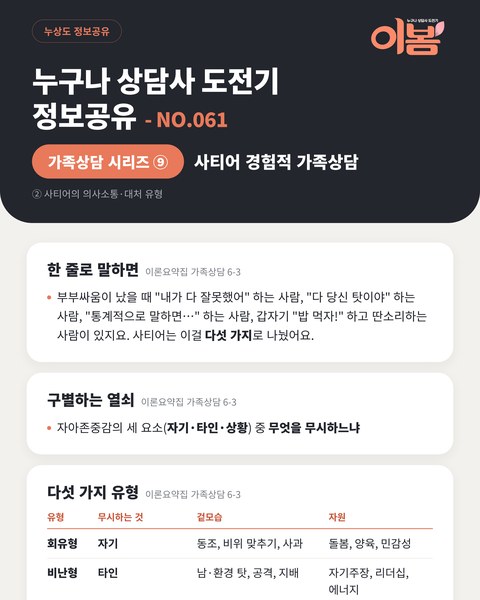 누상도 정보공유
누구나 상담사 도전기
이봄
누구나 상담사 도전기
정보공유 - NO.061
가족상담 시리즈 ⑨ 사티어 경험적 가족상담
② 사티어의 의사소통·대처 유형
한 줄로 말하면 이론요약집 가족상담 6-3
• 부부싸움이 났을 때 "내가 다 잘못했어" 하는 사람, "다 당신 탓이야" 하는
사람, "통계적으로 말하면…" 하는 사람, 갑자기 "밥 먹자!" 하고 딴소리하는
사람이 있지요. 사티어는 이걸 다섯 가지로 나눴어요.
구별하는 열쇠 이론요약집 가족상담 6-3
• 자아존중감의 세 요소(자기·타인·상황) 중 무엇을 무시하느냐
다섯 가지 유형 이론요약집 가족상담 6-3
유형 무시하는 것 겉모습 자원
회유형 자기 동조, 비위 맞추기, 사과 돌봄, 양육, 민감성
비난형 타인 남·환경 탓, 공격, 지배 자기주장, 리더십,
에너지